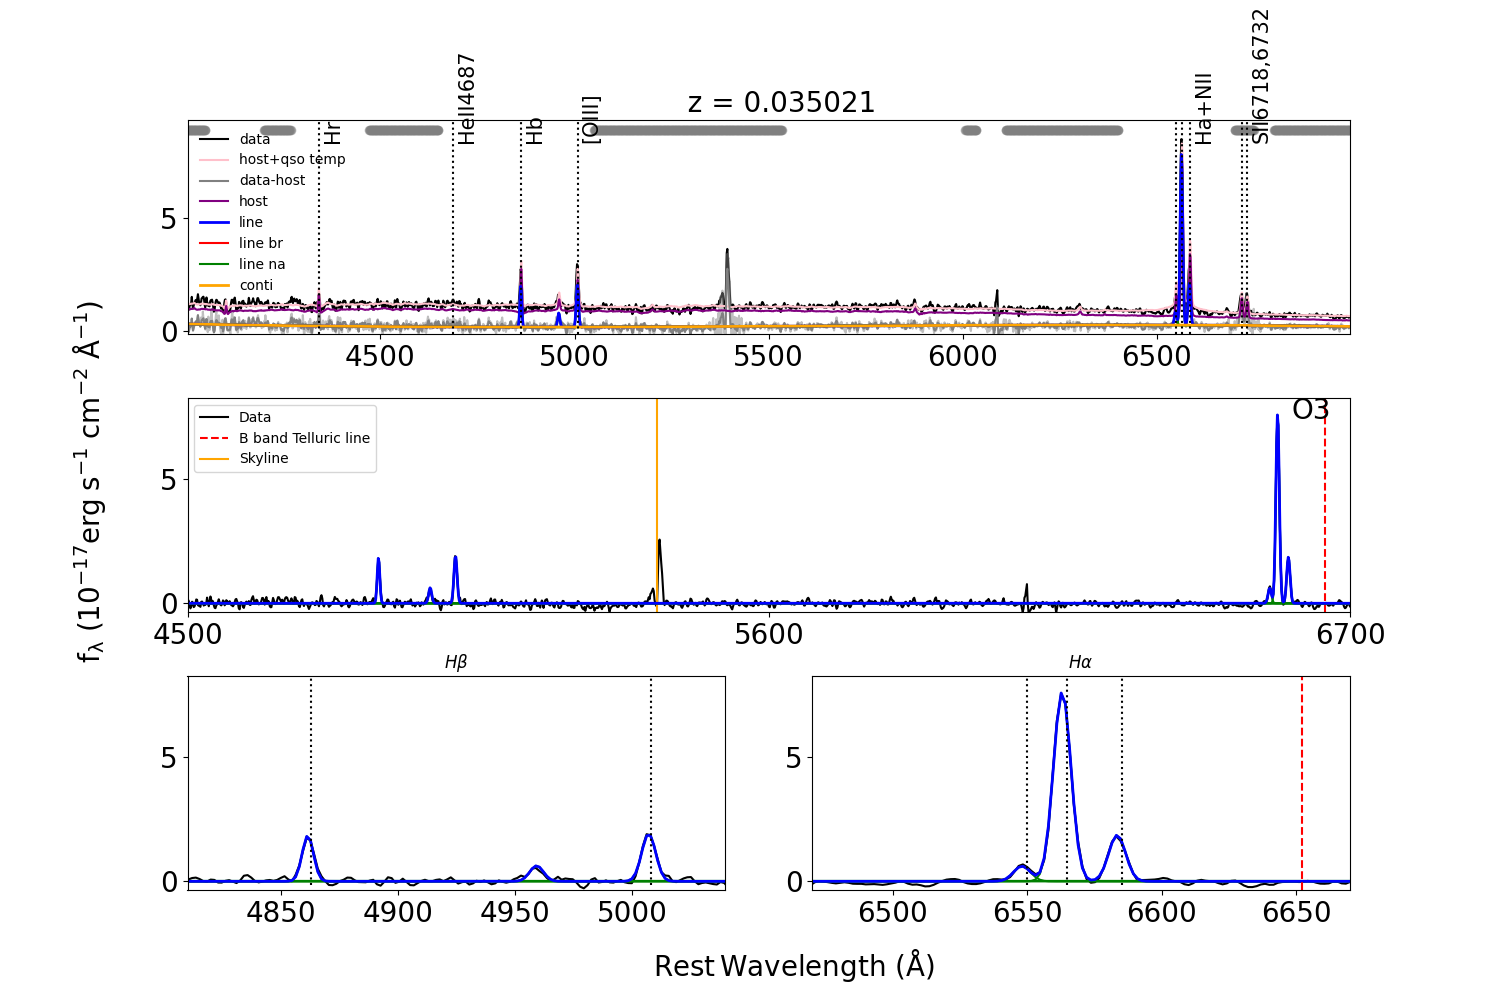 z = 0.035021
Hr
HeII4687
Hb
[OIII]
Ha+NII
SII6718,6732
data
host+qso temp
data-host
host
line
line br
line na
conti
5
0
4500
5000
5500
6000
6500
fλ (10⁻¹⁷erg s⁻¹ cm⁻² Å⁻¹)
Data
B band Telluric line
Skyline
O3
5
0
4500
5600
6700
Hβ
5
0
4850
4900
4950
5000
Hα
5
0
6500
6550
6600
6650
Rest Wavelength (Å)